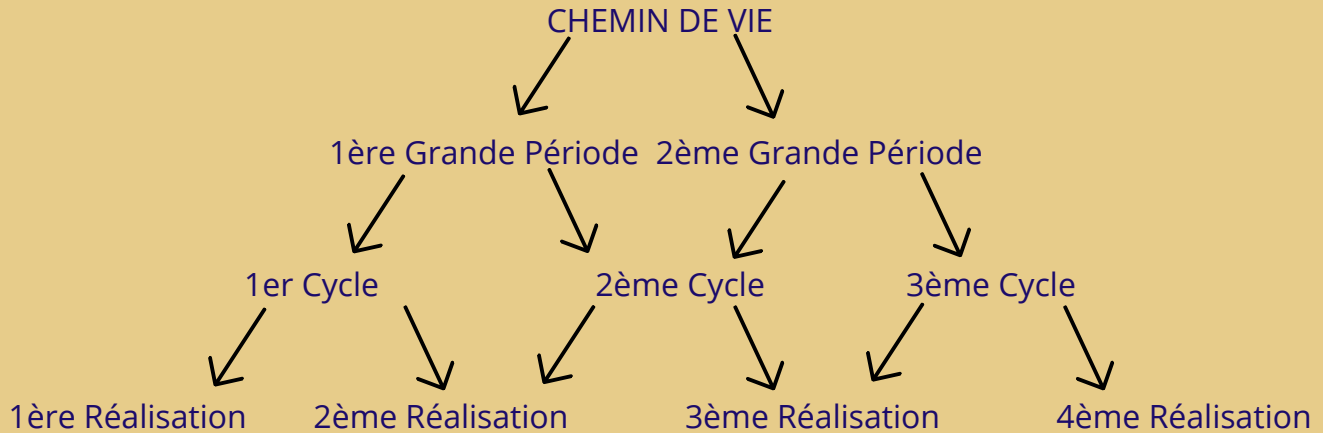 CHEMIN DE VIE
1ère Grande Période 2ème Grande Période
1er Cycle 2ème Cycle 3ème Cycle
1ère Réalisation 2ème Réalisation 3ème Réalisation 4ème Réalisation